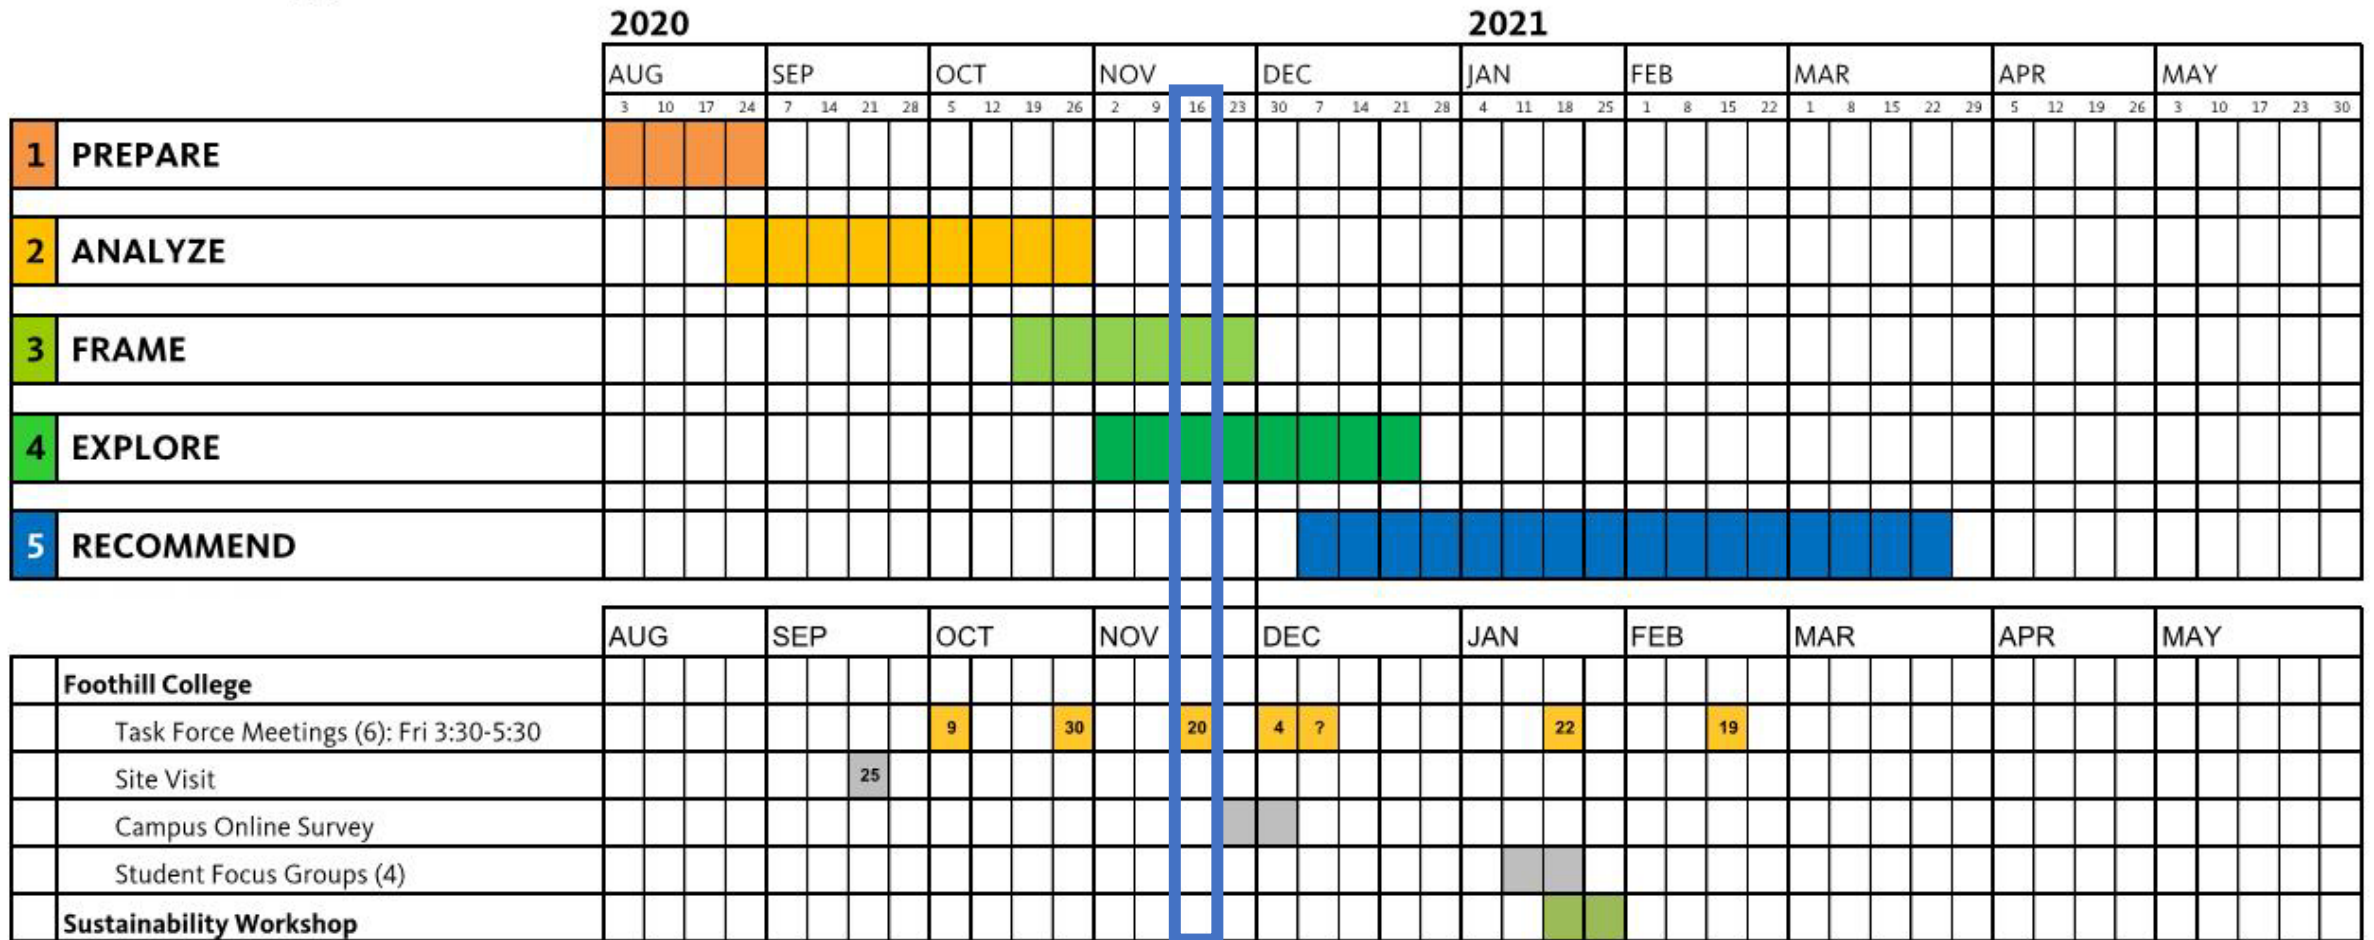 2020 2021
AUG SEP OCT NOV DEC JAN FEB MAR APR MAY
3 10 17 24 7 14 21 28 5 12 19 26 2 9 16 23 30 7 14 21 28 4 11 18 25 1 8 15 22 1 8 15 22 29 5 12 19 26 3 10 17 23 30
1 PREPARE
2 ANALYZE
3 FRAME
4 EXPLORE
5 RECOMMEND
AUG SEP OCT NOV DEC JAN FEB MAR APR MAY
Foothill College
Task Force Meetings (6): Fri 3:30-5:30 9 30 20 4 ? 22 19
Site Visit 25
Campus Online Survey
Student Focus Groups (4)
Sustainability Workshop